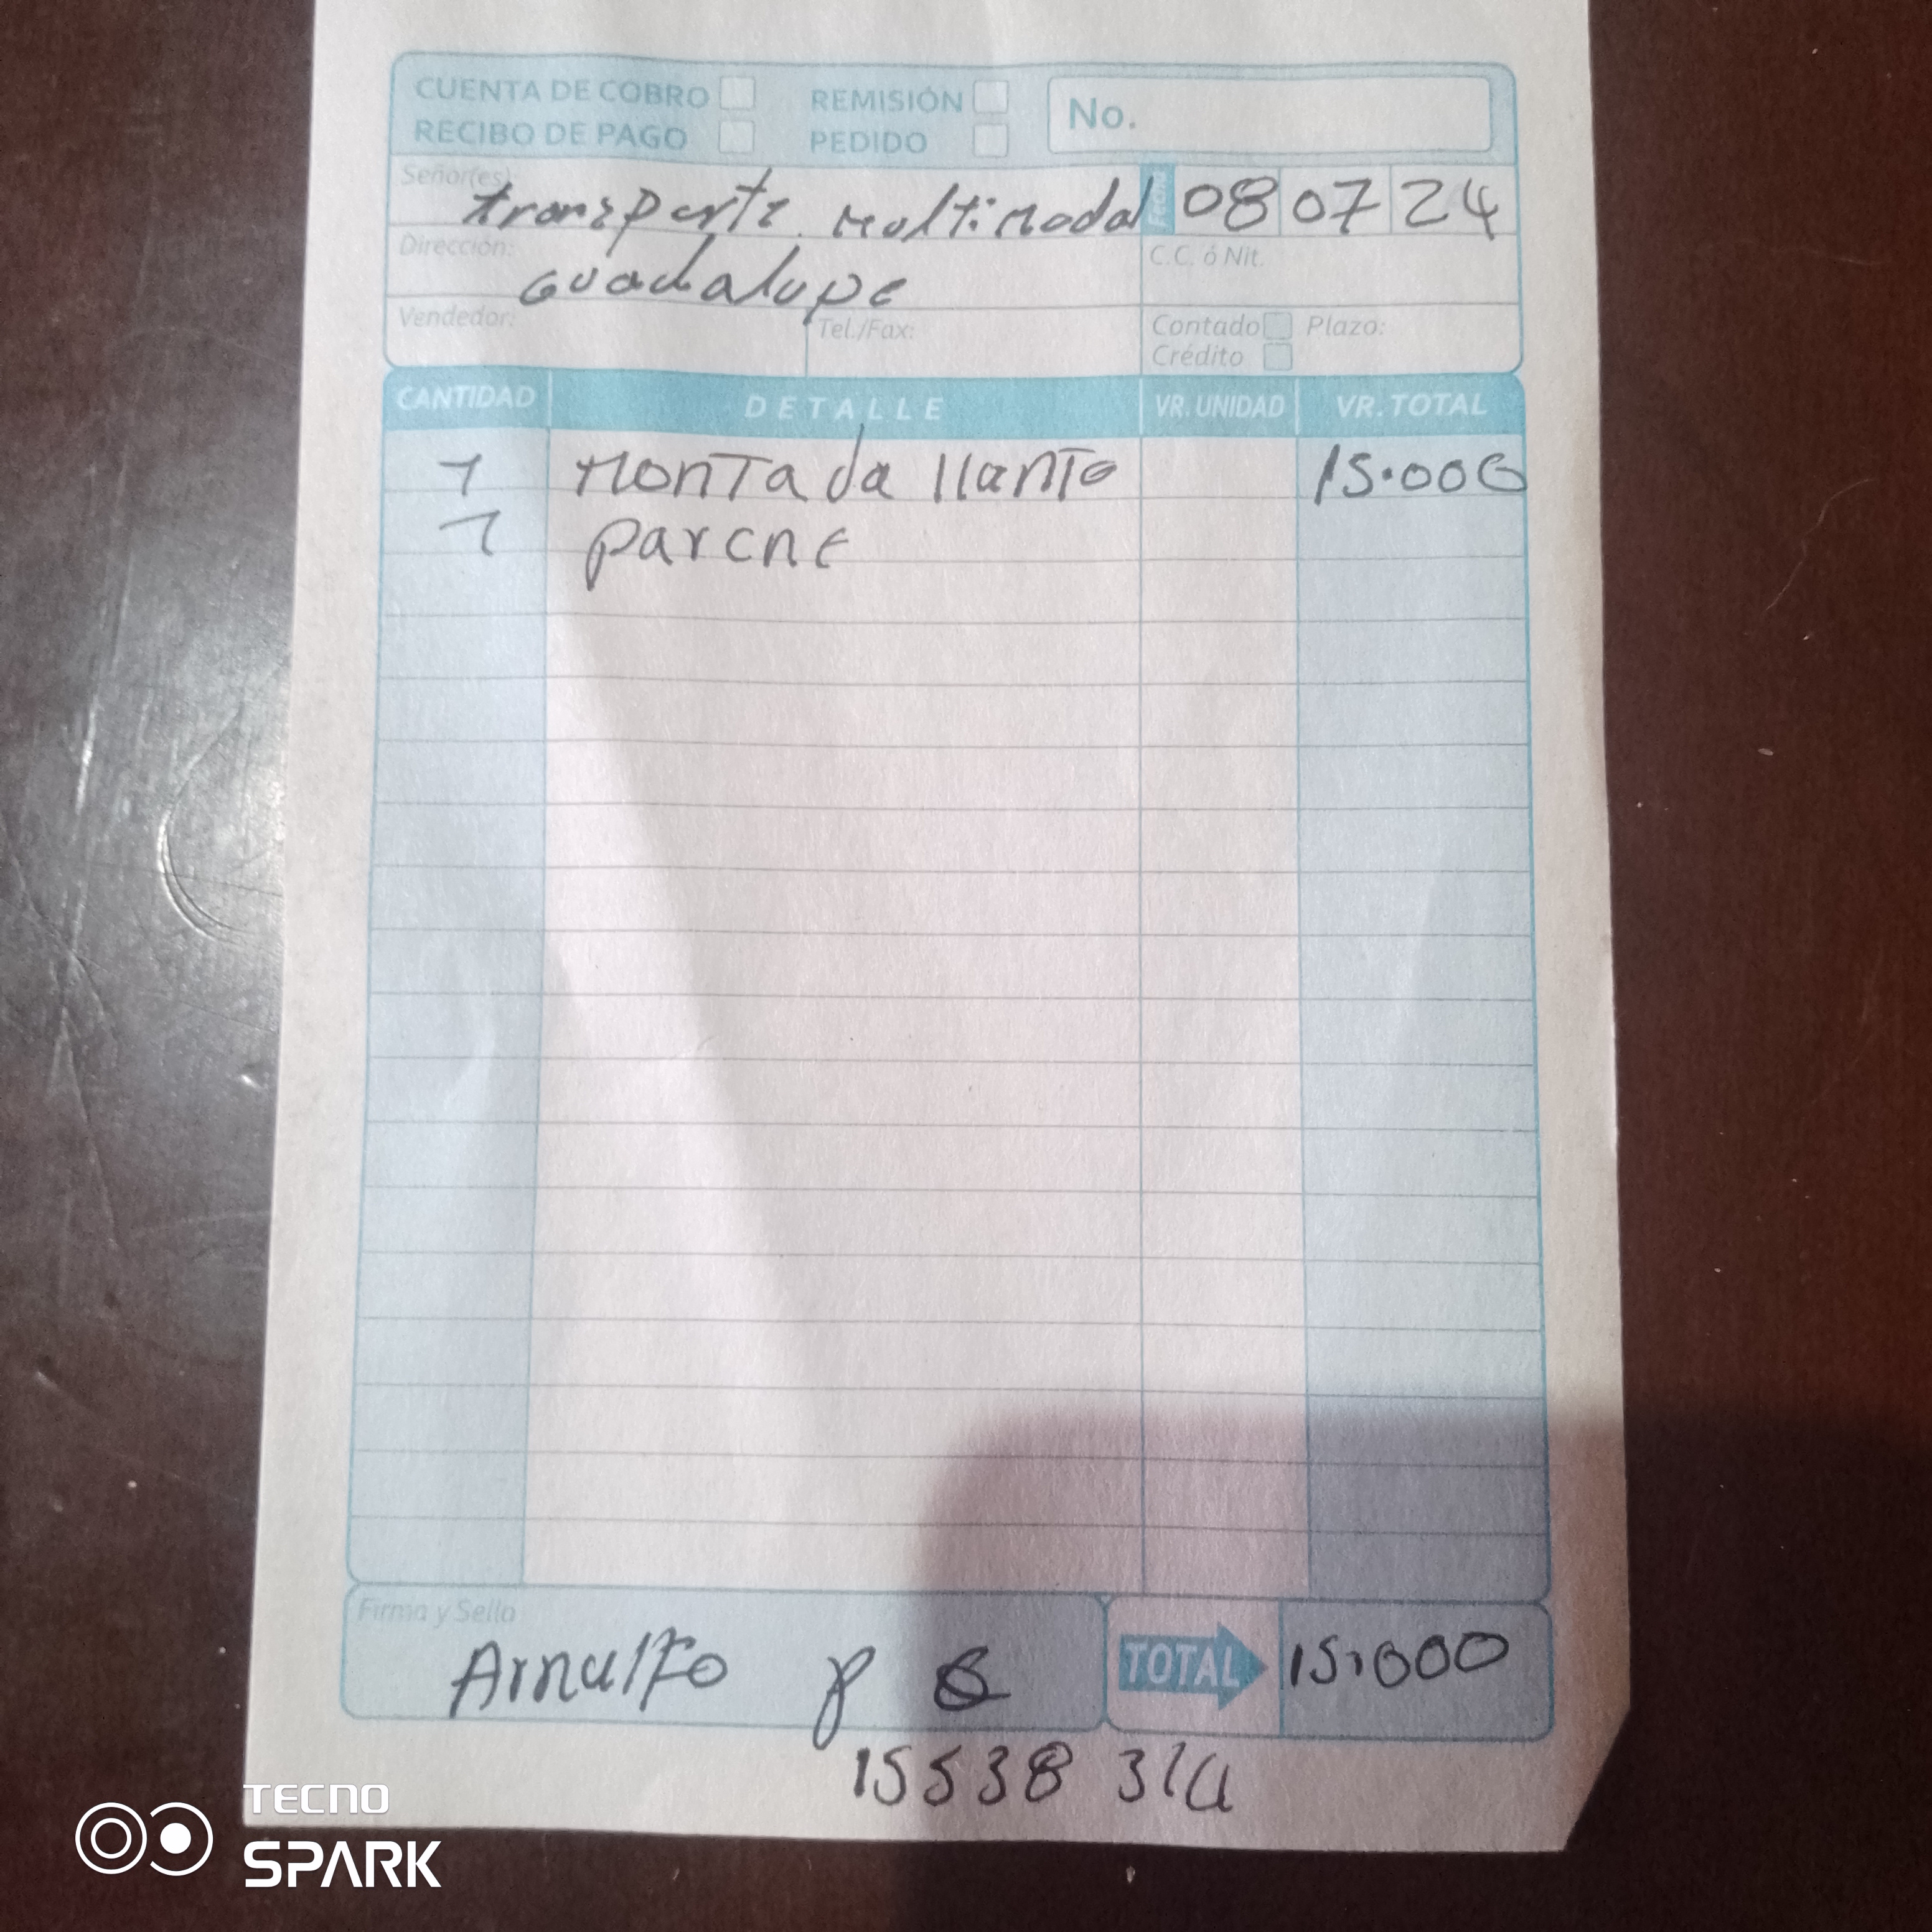 CUENTA DE COBRO REMISIÓN No.
RECIBO DE PAGO PEDIDO
Señor(es): transporte multimodal Fecha 08 07 24
Dirección: Guadalupe C.C. ó Nit.
Vendedor: Tel./Fax: Contado Plazo:
Crédito
CANTIDAD DETALLE VR. UNIDAD VR. TOTAL
1 Montada llanta 15.000
1 parche
Firma y Sello
Arnulfo TOTAL 15.000
15538 314
TECNO
SPARK